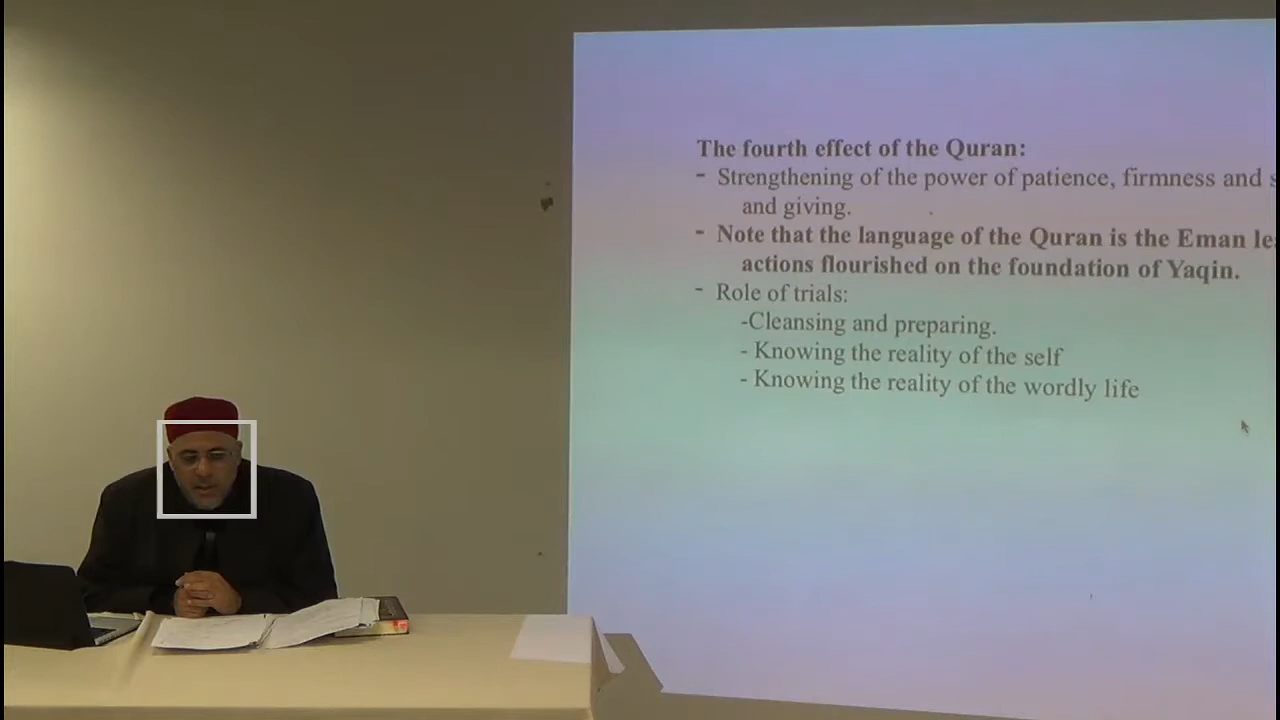 The fourth effect of the Quran:
- Strengthening of the power of patience, firmness and
and giving.
- Note that the language of the Quran is the Eman
actions flourished on the foundation of Yaqin.
- Role of trials:
-Cleansing and preparing.
- Knowing the reality of the self
- Knowing the reality of the wordly life